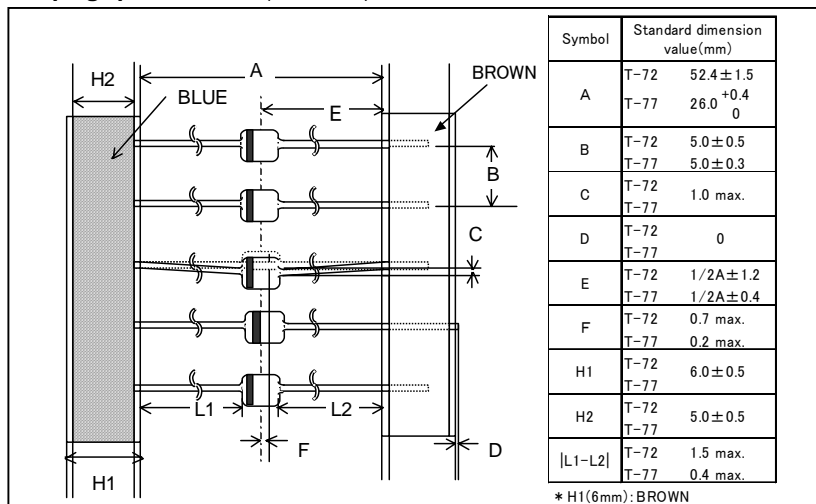 H2
A
BROWN
BLUE
E
B
C
L1
L2
F
D
H1
Symbol Standard dimension
value(mm)
A T-72 52.4±1.5
T-77 26.0 +0.4
0
B T-72 5.0±0.5
T-77 5.0±0.3
C T-72
T-77 1.0 max.
D T-72
T-77 0
E T-72 1/2A±1.2
T-77 1/2A±0.4
F T-72 0.7 max.
T-77 0.2 max.
H1 T-72
T-77 6.0±0.5
H2 T-72
T-77 5.0±0.5
|L1-L2| T-72 1.5 max.
T-77 0.4 max.
* H1(6mm): BROWN